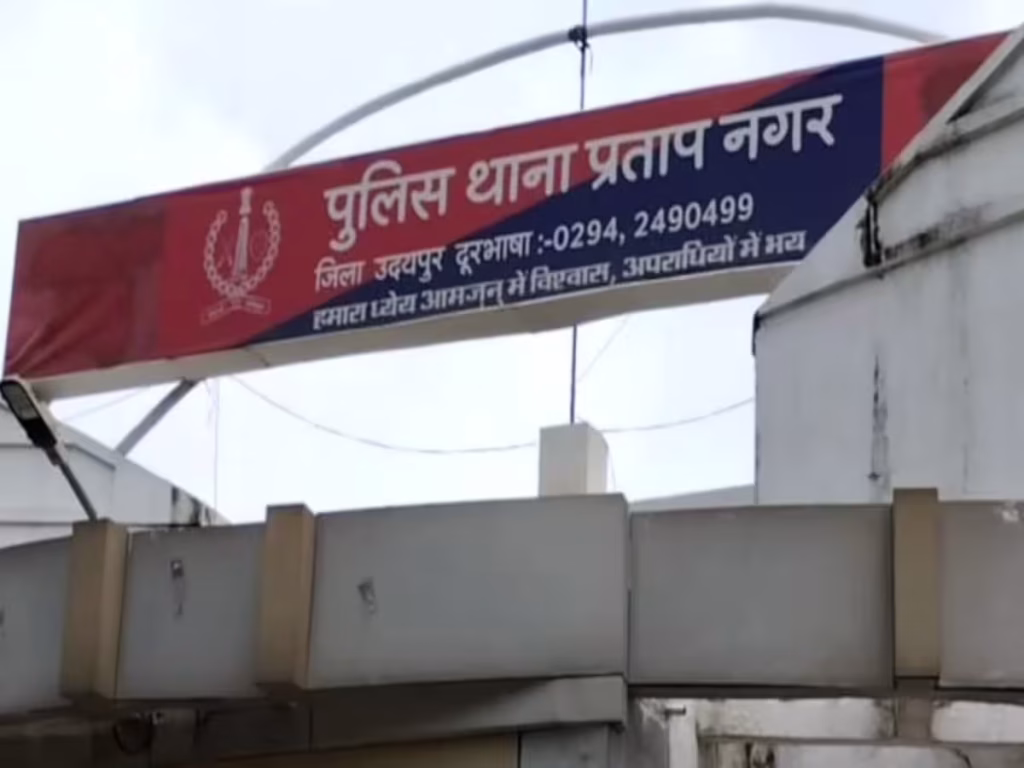 पुलिस थाना प्रताप नगर
जिला उदयपुर दूरभाषा :-0294, 2490499
हमारा ध्येय आमजन् में विश्वास, अपराधियों में भय